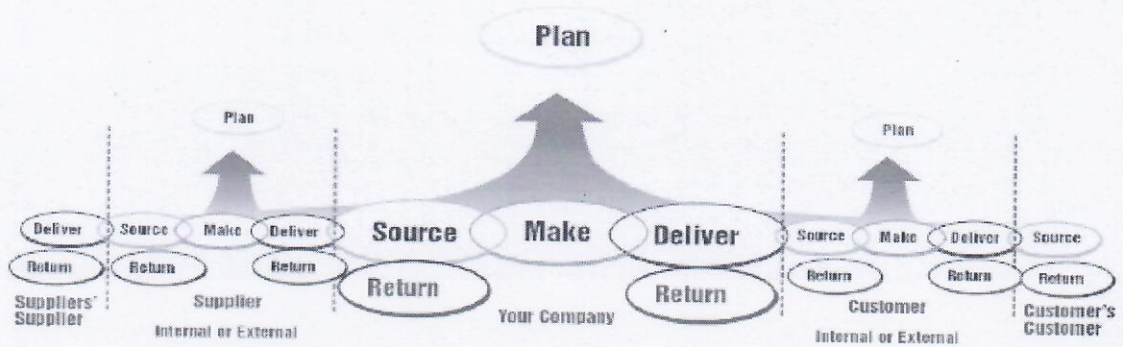 Plan
Plan
Plan
Deliver
Source
Make
Deliver
Source
Make
Deliver
Source
Make
Deliver
Source
Return
Return
Return
Return
Return
Return
Return
Return
Suppliers'
Supplier
Supplier
Internal or External
Your Company
Customer
Internal or External
Customer's
Customer